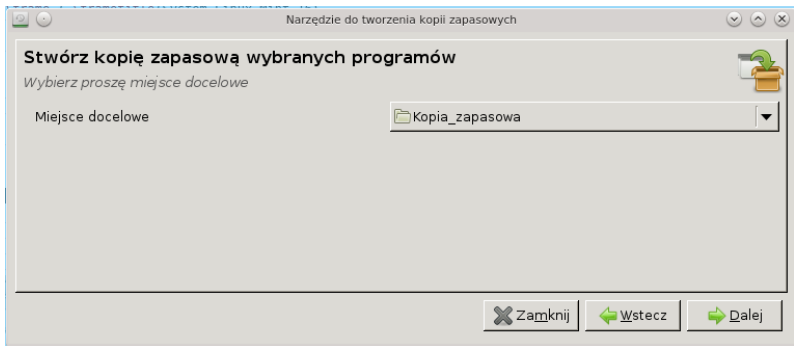 Narzędzie do tworzenia kopii zapasowych
Stwórz kopię zapasową wybranych programów
Wybierz proszę miejsce docelowe
Miejsce docelowe
Kopia_zapasowa
Zamknij
Wstecz
Dalej